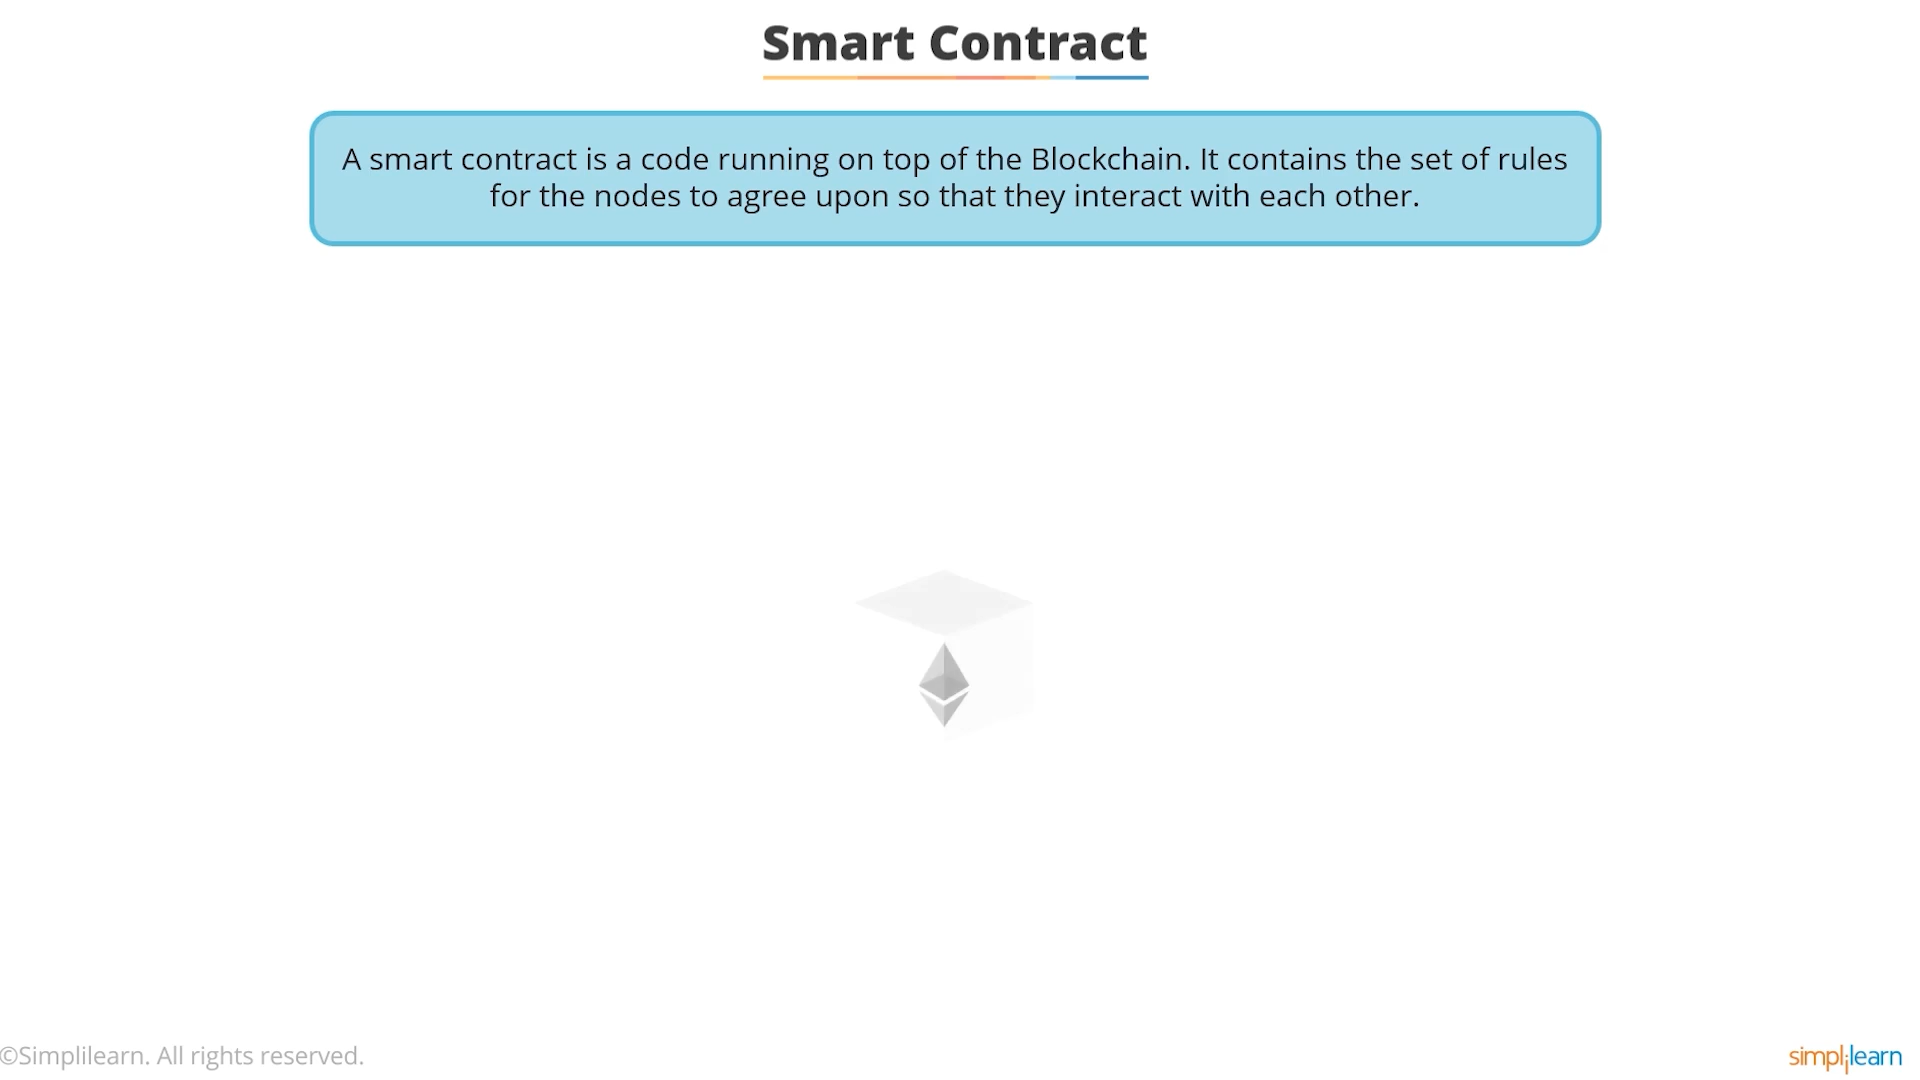 Smart Contract
A smart contract is a code running on top of the Blockchain. It contains the set of rules
for the nodes to agree upon so that they interact with each other.
©Simplilearn. All rights reserved.
simplilearn